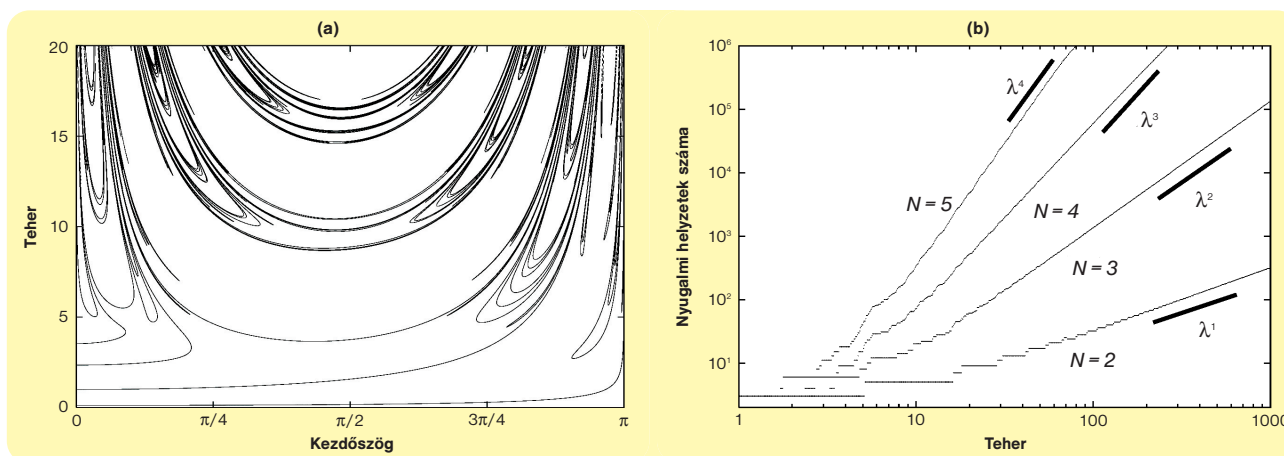 (a)
20
15
10
5
0
Teher
0 π/4 π/2 3π/4 π
Kezdőszög
(b)
10⁶
10⁵
10⁴
10³
10²
10¹
Nyugalmi helyzetek száma
λ⁴
λ³
λ²
λ¹
N = 5
N = 4
N = 3
N = 2
1 10 100 1000
Teher